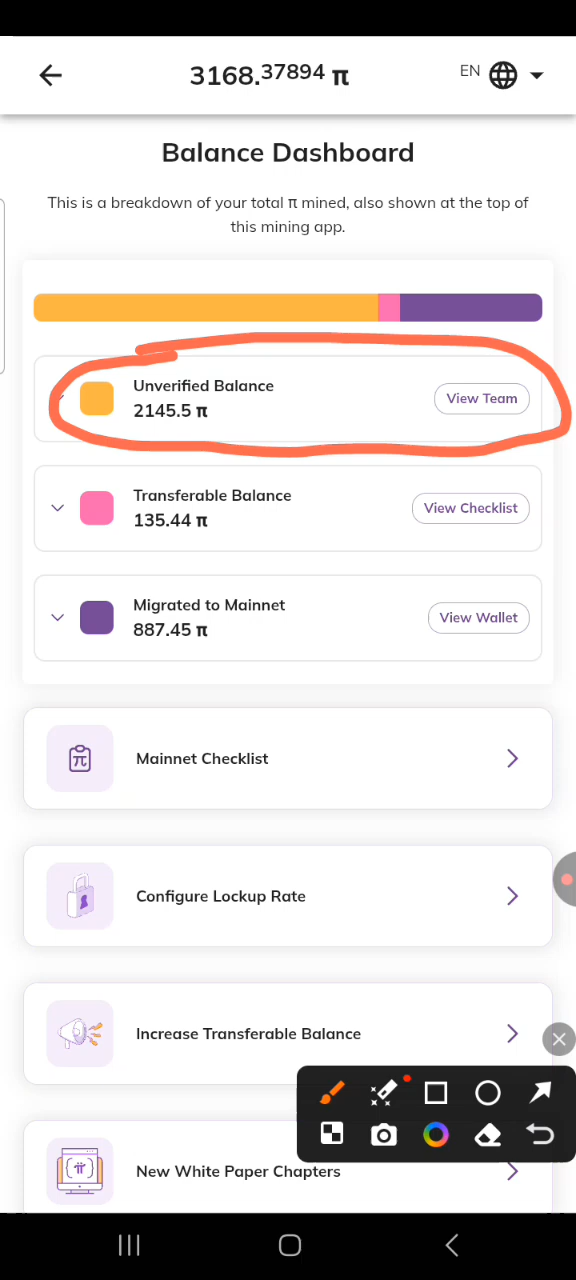 3168.37894 π
EN
Balance Dashboard
This is a breakdown of your total π mined, also shown at the top of
this mining app.
Unverified Balance
2145.5 π
View Team
Transferable Balance
135.44 π
View Checklist
Migrated to Mainnet
887.45 π
View Wallet
Mainnet Checklist
Configure Lockup Rate
Increase Transferable Balance
New White Paper Chapters